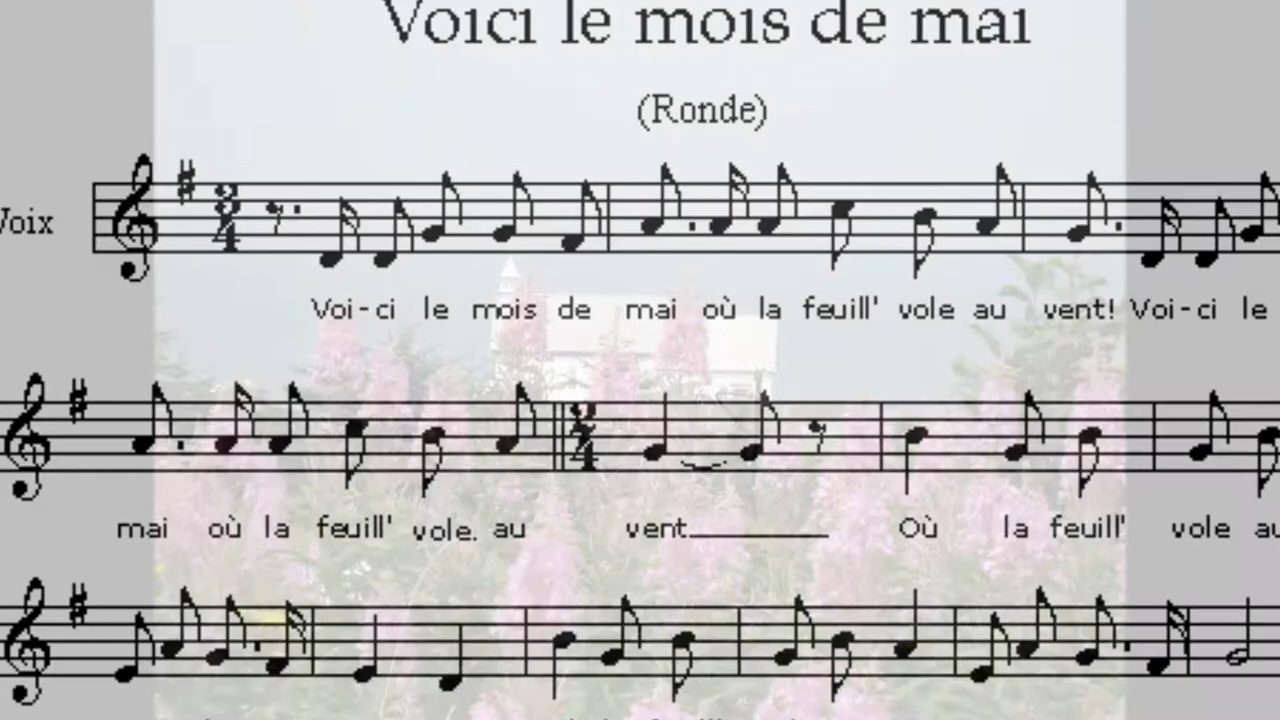 Voici le mois de mai
(Ronde)
Voix
Voi-ci le mois de mai où la feuill' vole au vent! Voi-ci le
mai où la feuill' vole. au vent Où la feuill' vole au